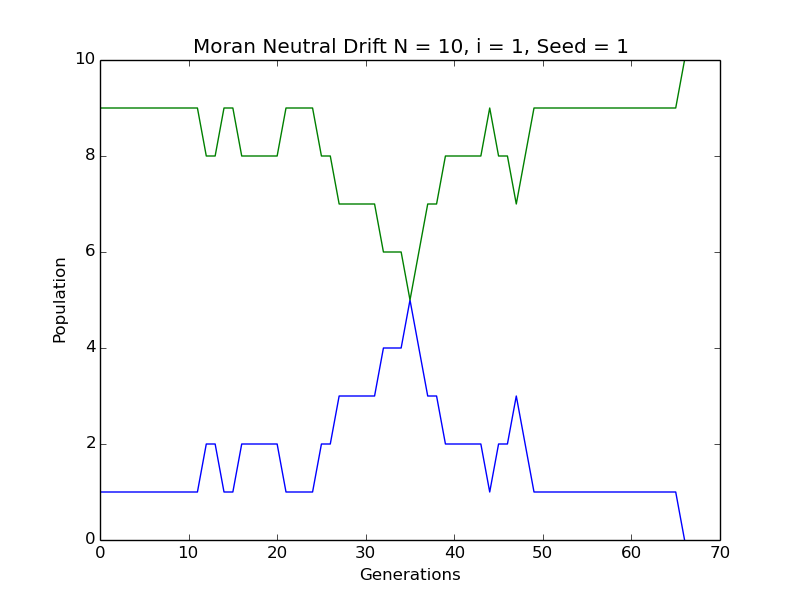 Moran Neutral Drift N = 10, i = 1, Seed = 1
10
8
6
4
2
0
Population
0 10 20 30 40 50 60 70
Generations